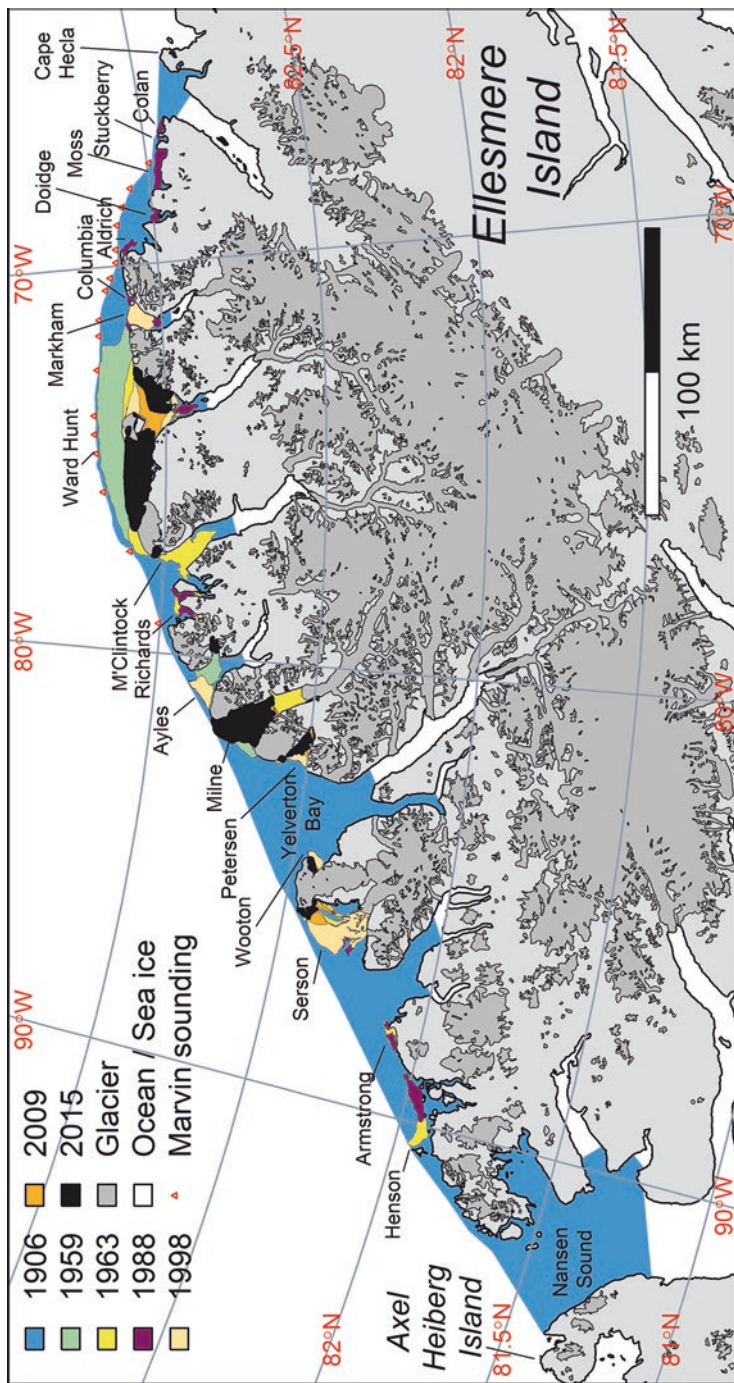 1906
1959
1963
1988
1998
2009
2015
Glacier
Ocean / Sea ice
Marvin sounding
90°W
80°W
70°W
Cape
Hecla
Colan
Stuckberry
Moss
Doidge
Aldrich
Columbia
Markham
Ward Hunt
M'Clintock
Richards
Ayles
Milne
Petersen
Yelverton
Bay
Wooton
Serson
Armstrong
Henson
Nansen
Sound
Axel
Heiberg
Island
Ellesmere
Island
82.5°N
82°N
81.5°N
82°N
81.5°N
81°N
90°W
80°W
70°W
100 km